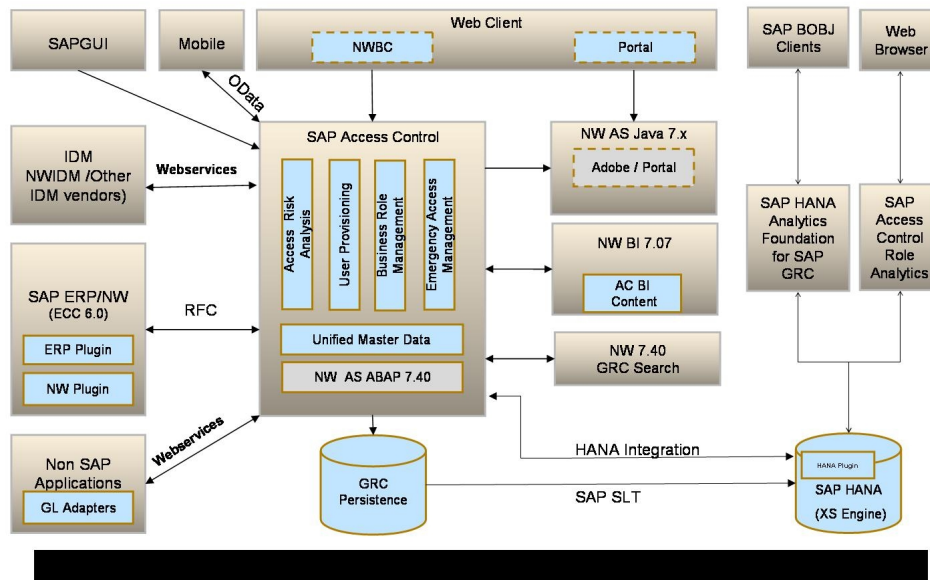 SAPGUI
Mobile
Web Client
NWBC
Portal
SAP BOBJ
Clients
Web
Browser
OData
SAP Access Control
Access Risk
Analysis
User Provisioning
Business Role
Management
Emergency Access
Management
Unified Master Data
NW AS ABAP 7.40
NW AS Java 7.x
Adobe / Portal
IDM
NWIDM /Other
IDM vendors)
Webservices
SAP HANA
Analytics
Foundation
for SAP
GRC
SAP
Access
Control
Role
Analytics
NW BI 7.07
AC BI
Content
SAP ERP/NW
(ECC 6.0)
ERP Plugin
NW Plugin
RFC
NW 7.40
GRC Search
Non SAP
Applications
GL Adapters
Webservices
GRC
Persistence
HANA Integration
SAP SLT
HANA Plugin
SAP HANA
(XS Engine)